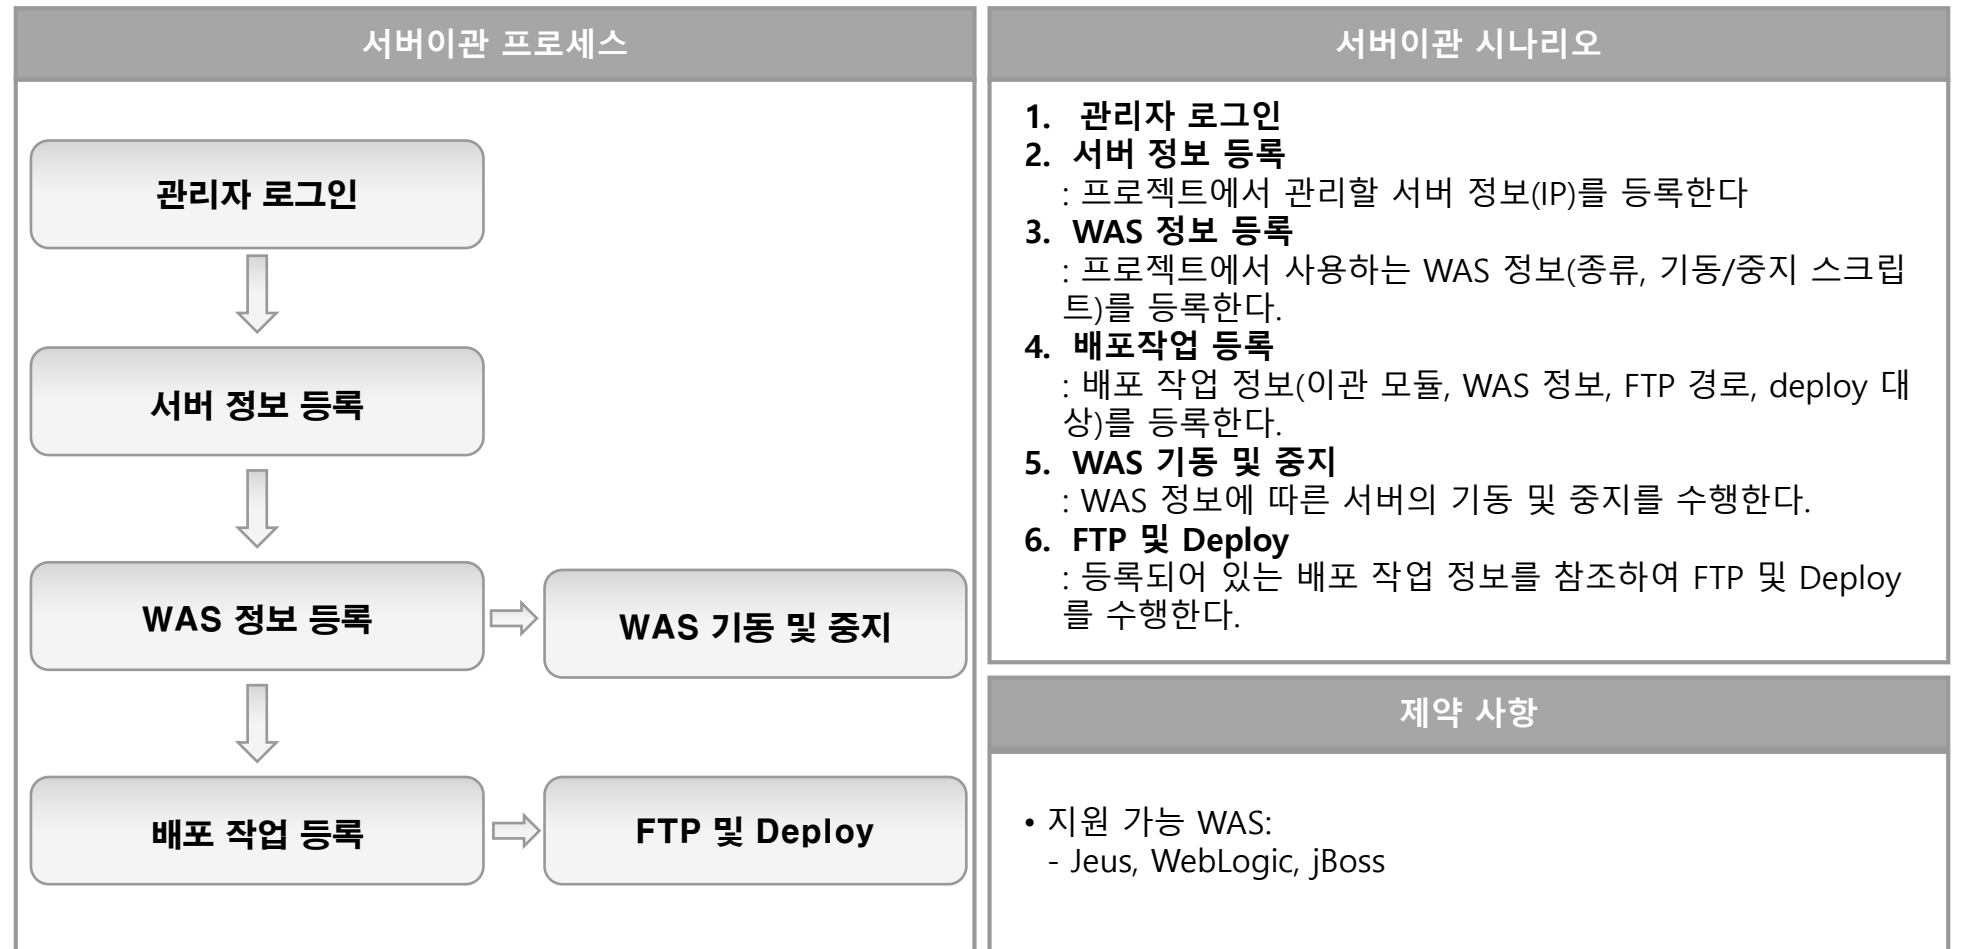 서버이관 프로세스
관리자 로그인
서버 정보 등록
WAS 정보 등록
WAS 기동 및 중지
배포 작업 등록
FTP 및 Deploy
서버이관 시나리오
1. 관리자 로그인
2. 서버 정보 등록
: 프로젝트에서 관리할 서버 정보(IP)를 등록한다
3. WAS 정보 등록
: 프로젝트에서 사용하는 WAS 정보(종류, 기동/중지 스크립
트)를 등록한다.
4. 배포작업 등록
: 배포 작업 정보(이관 모듈, WAS 정보, FTP 경로, deploy 대
상)를 등록한다.
5. WAS 기동 및 중지
: WAS 정보에 따른 서버의 기동 및 중지를 수행한다.
6. FTP 및 Deploy
: 등록되어 있는 배포 작업 정보를 참조하여 FTP 및 Deploy
를 수행한다.
제약 사항
• 지원 가능 WAS:
- Jeus, WebLogic, jBoss